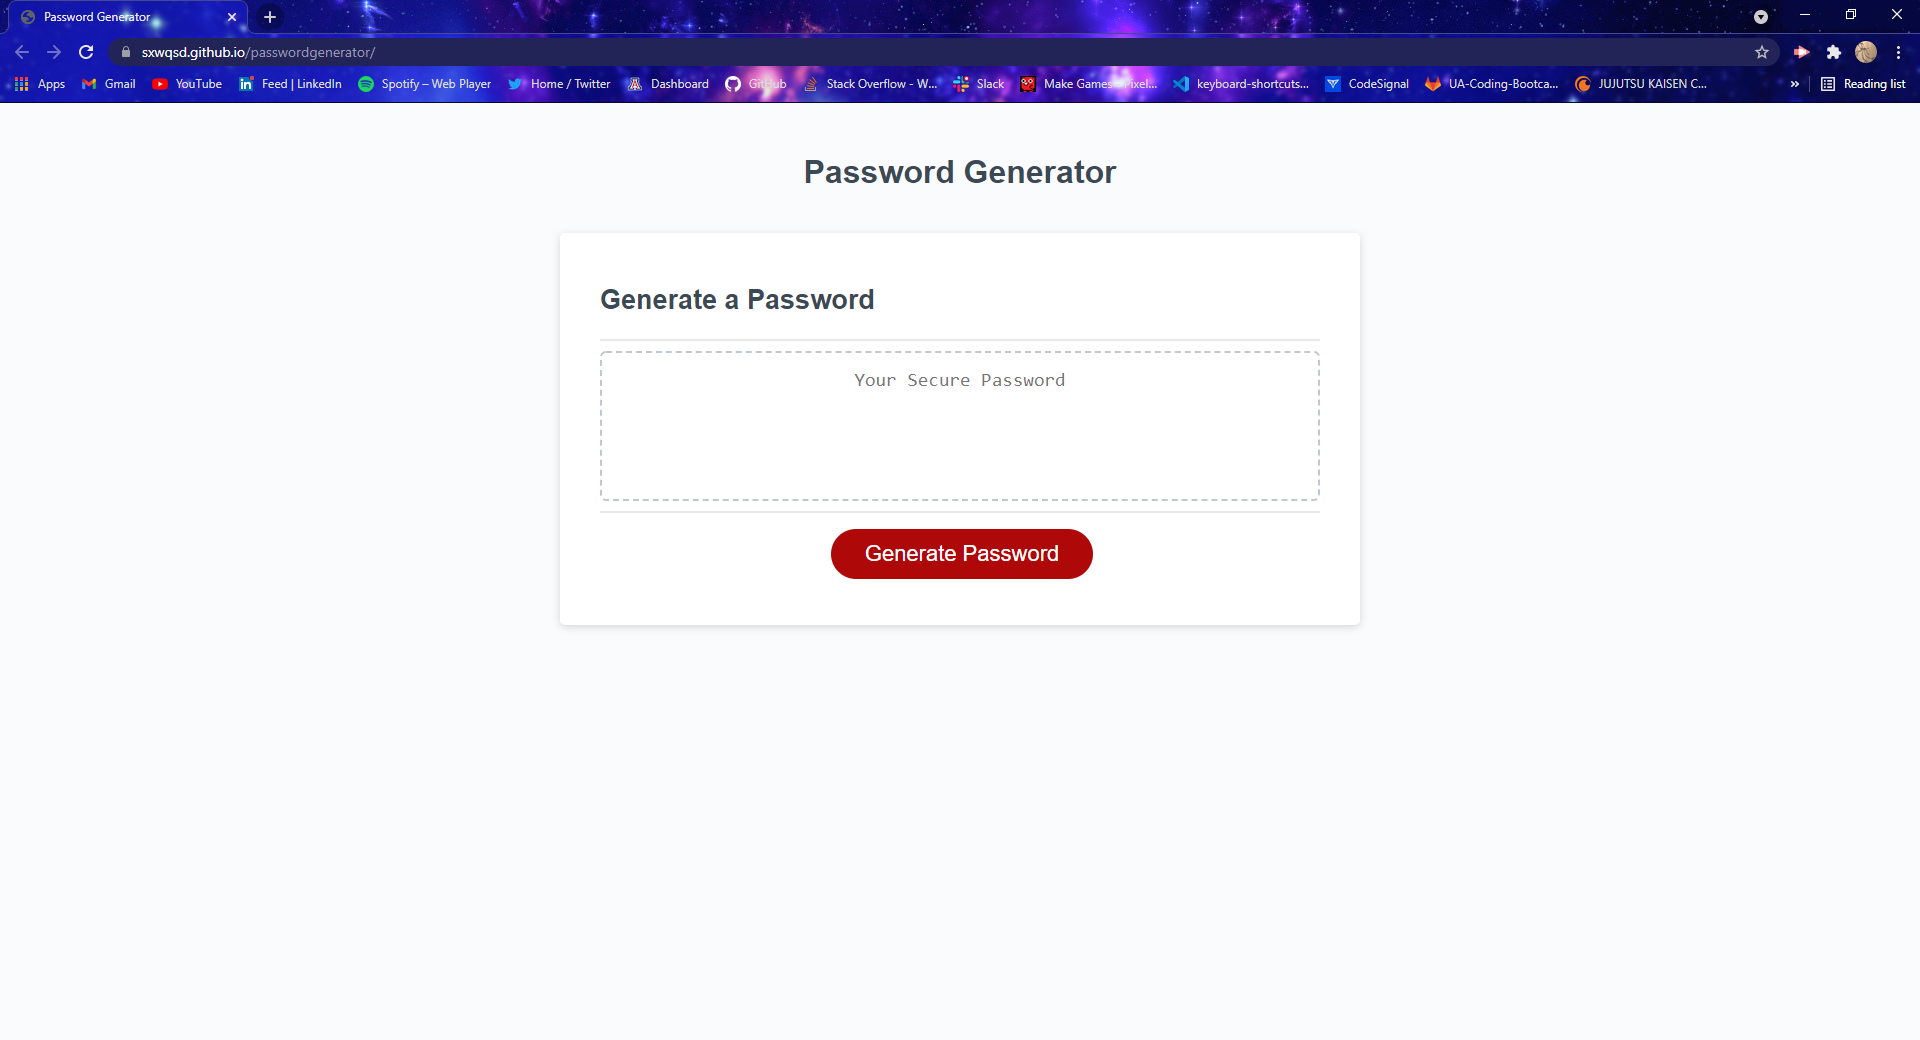 Password Generator
sxwqsd.github.io/passwordgenerator/
Apps Gmail YouTube Feed | LinkedIn Spotify – Web Player Home / Twitter Dashboard GitHub Stack Overflow - W... Slack Make Games - Pixel... keyboard-shortcuts... CodeSignal UA-Coding-Bootca... JUJUTSU KAISEN C... » Reading list
Password Generator
Generate a Password
Your Secure Password
Generate Password